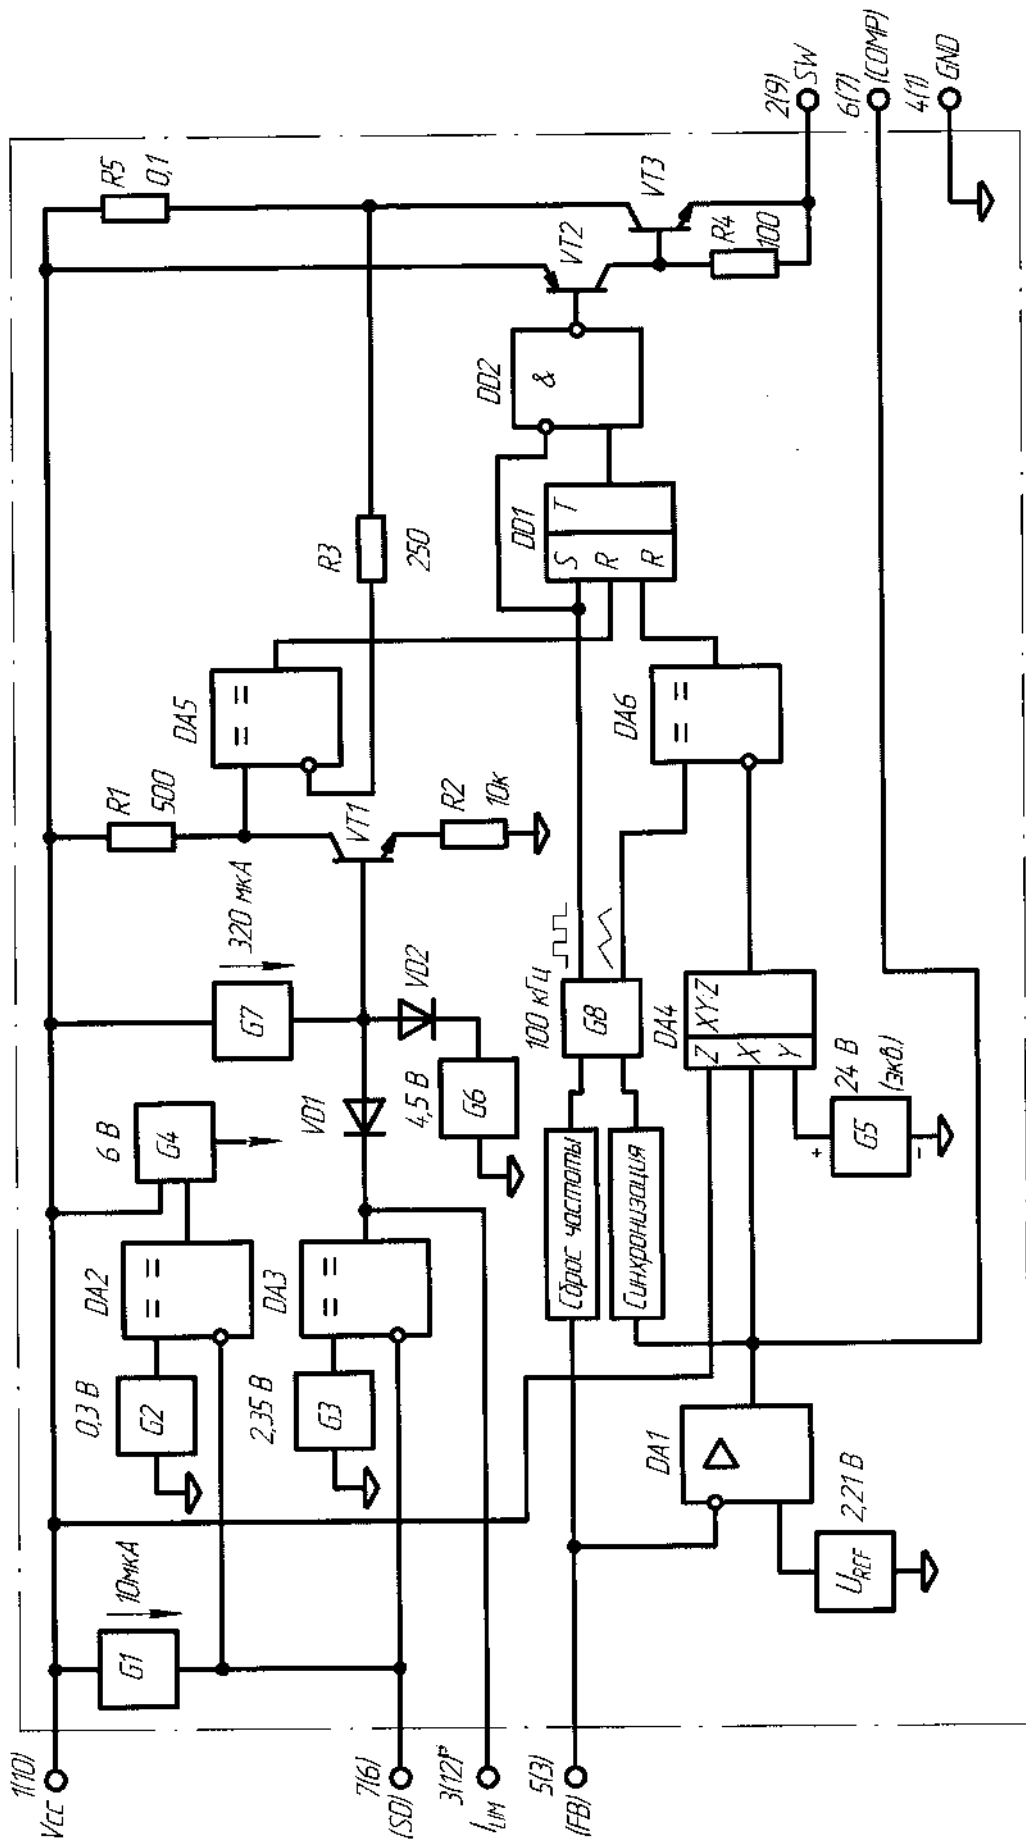 1(10)
VCC
7(6)
(SD)
3(12)
ILIM
5(3)
(FB)
G1
10мкА
0,3 В
G2
DA2
= =
6 В
G4
2,35 В
G3
DA3
= =
VD1
G7
320 мкА
VD2
4,5 В
G6
R1
500
VT1
R2
10к
DA5
= =
R3
250
R5
0,1
Сброс частоты
Синхронизация
100 кГц
G8
DA1
UREF
2,21 В
DA4
Z
X
Y
XY:Z
G5
24 В
(экв.)
+
-
DA6
= =
DD1
S
R
R
T
DD2
&
VT2
VT3
R4
100
2(9)
SW
6(7)
(COMP)
4(1)
GND